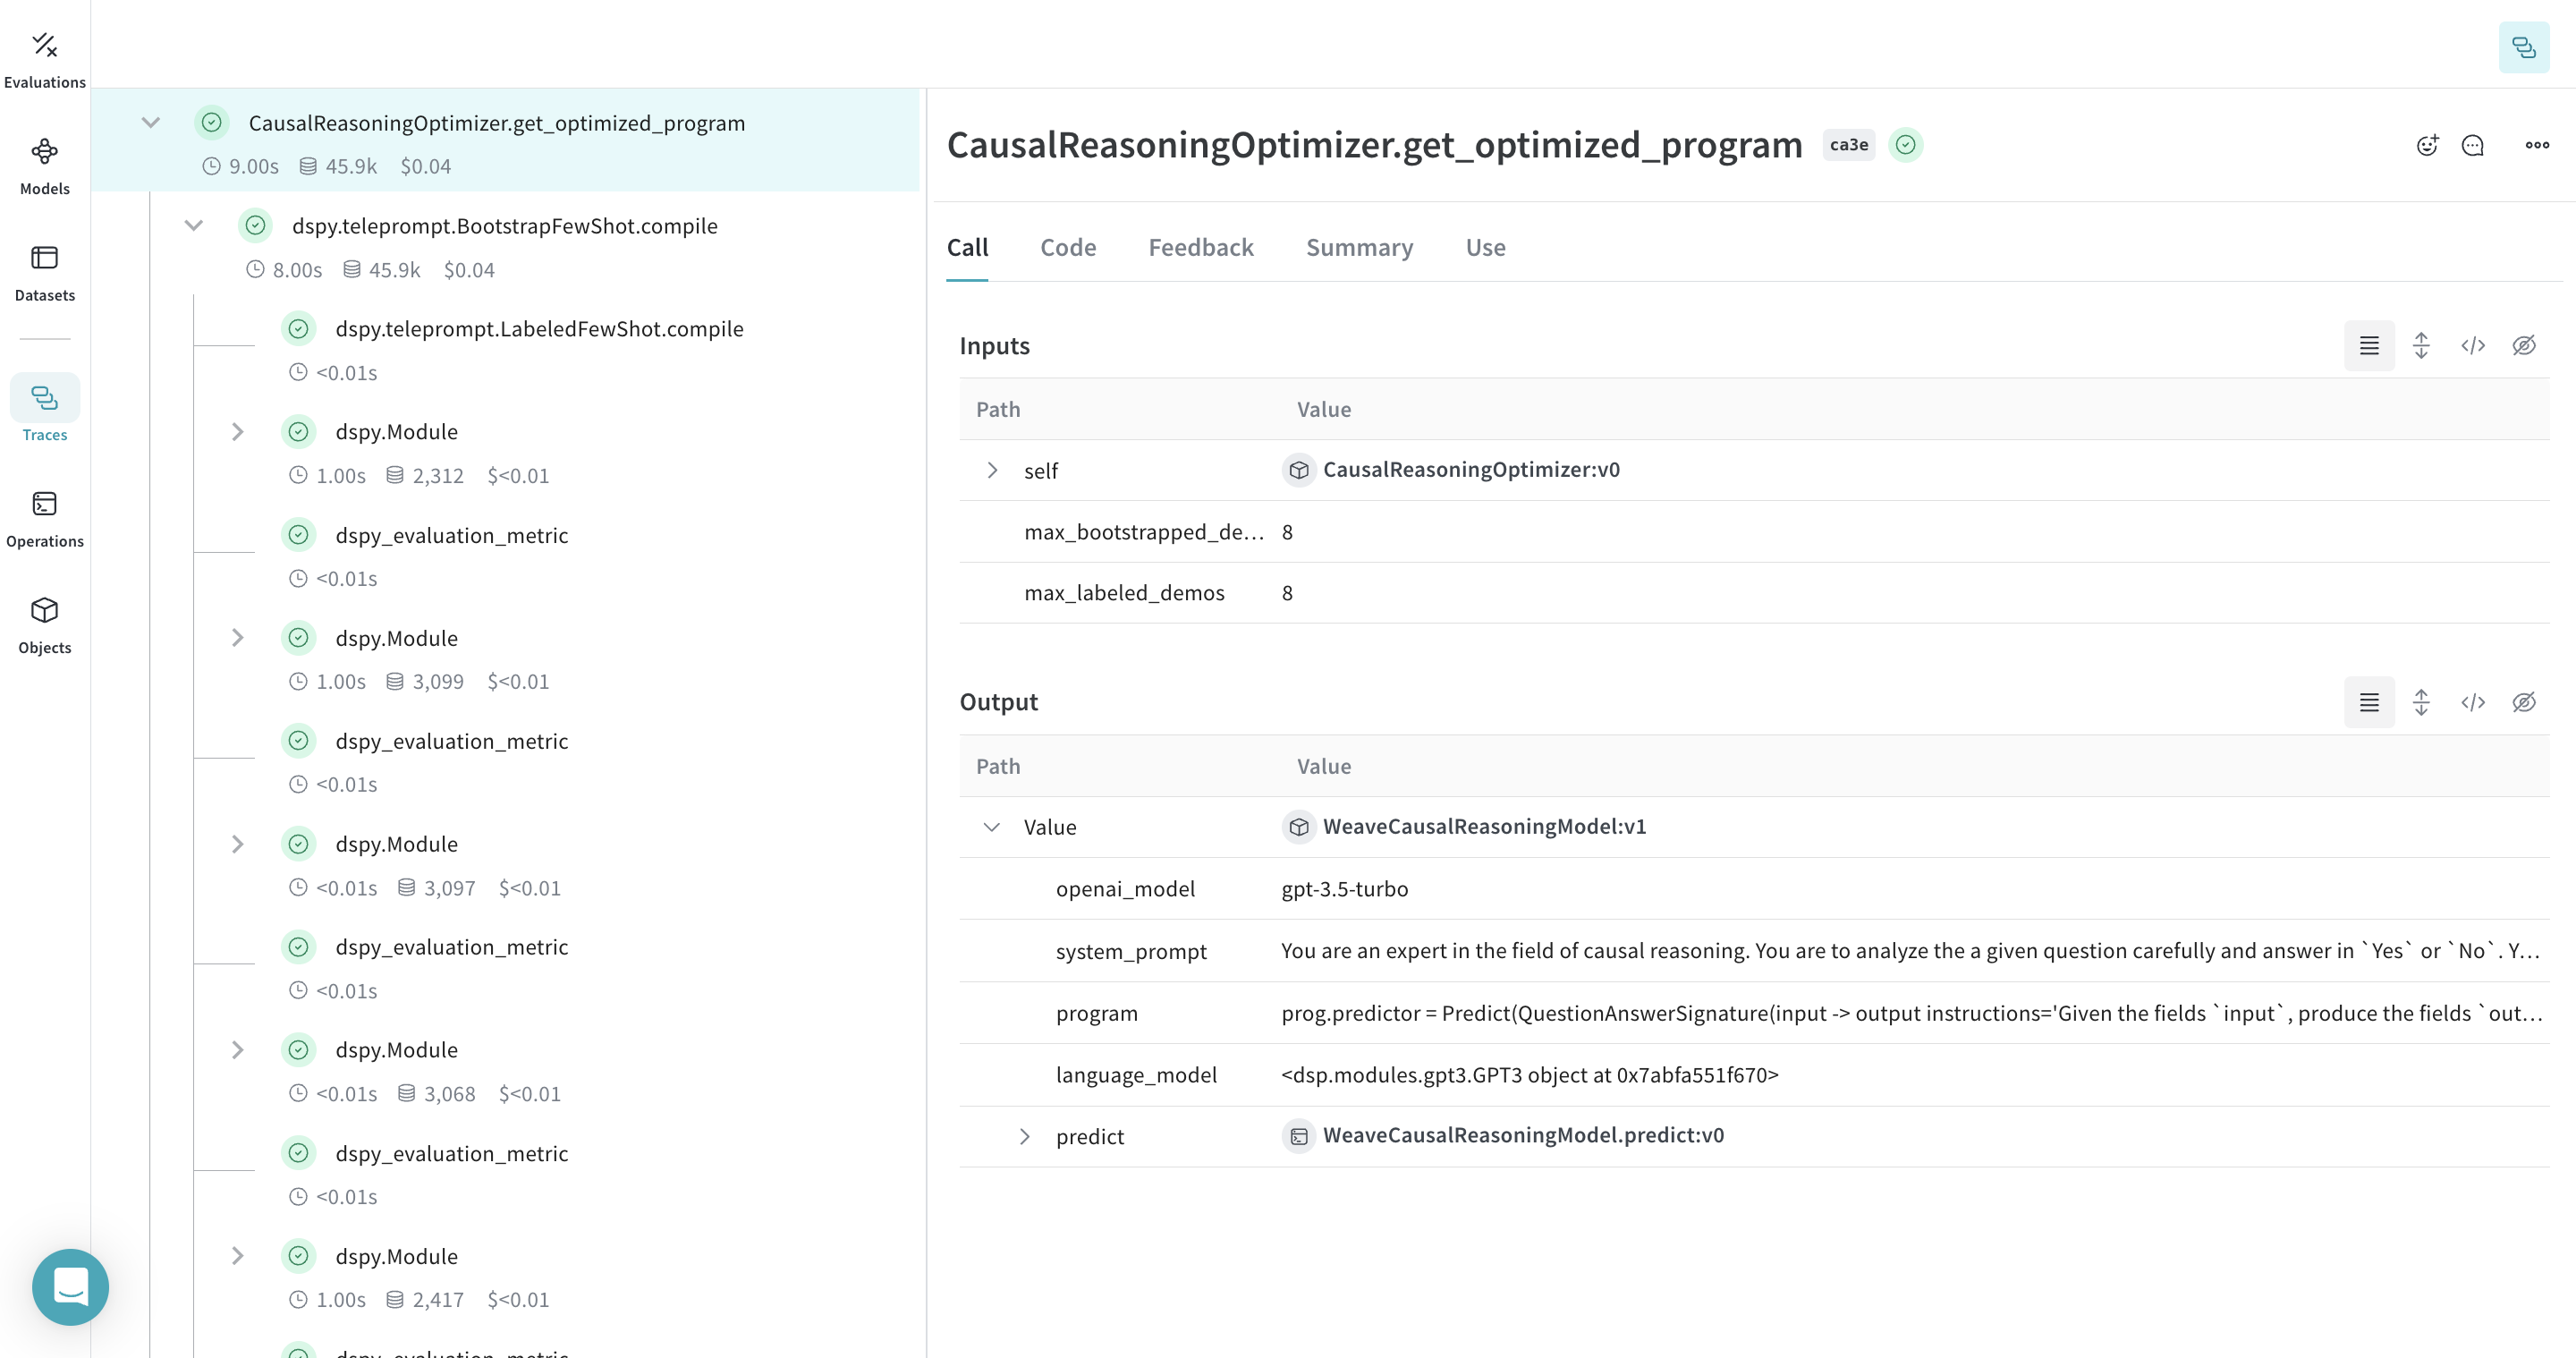 Evaluations
Models
Datasets
Traces
Operations
Objects
CausalReasoningOptimizer.get_optimized_program
9.00s 45.9k $0.04
dspy.teleprompt.BootstrapFewShot.compile
8.00s 45.9k $0.04
dspy.teleprompt.LabeledFewShot.compile
<0.01s
dspy.Module
1.00s 2,312 $<0.01
dspy_evaluation_metric
<0.01s
dspy.Module
1.00s 3,099 $<0.01
dspy_evaluation_metric
<0.01s
dspy.Module
<0.01s 3,097 $<0.01
dspy_evaluation_metric
<0.01s
dspy.Module
<0.01s 3,068 $<0.01
dspy_evaluation_metric
<0.01s
dspy.Module
1.00s 2,417 $<0.01
dspy_evaluation_metric
CausalReasoningOptimizer.get_optimized_program ca3e
Call Code Feedback Summary Use
Inputs
Path Value
self CausalReasoningOptimizer:v0
max_bootstrapped_de... 8
max_labeled_demos 8
Output
Path Value
Value WeaveCausalReasoningModel:v1
openai_model gpt-3.5-turbo
system_prompt You are an expert in the field of causal reasoning. You are to analyze the a given question carefully and answer in `Yes` or `No`. Y...
program prog.predictor = Predict(QuestionAnswerSignature(input -> output instructions='Given the fields `input`, produce the fields `out...
language_model <dsp.modules.gpt3.GPT3 object at 0x7abfa551f670>
predict WeaveCausalReasoningModel.predict:v0